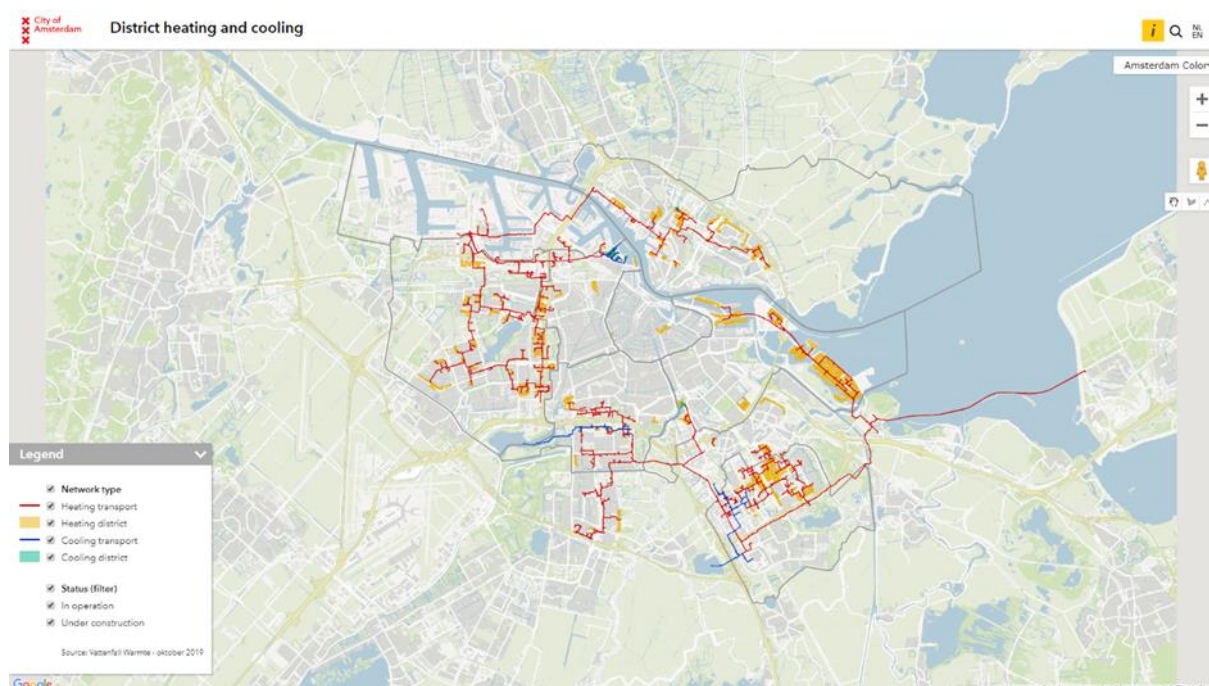 City of
Amsterdam
District heating and cooling
i
NL
EN
Amsterdam Color
+
−
Legend
Network type
Heating transport
Heating district
Cooling transport
Cooling district
Status (filter)
In operation
Under construction
Source: Vattenfall Warmte - oktober 2019
Google